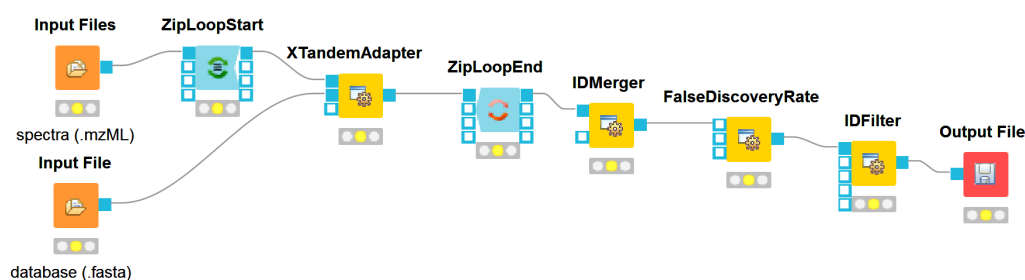 Input Files
ZipLoopStart
XTandemAdapter
ZipLoopEnd
IDMerger
FalseDiscoveryRate
IDFilter
Output File
spectra (.mzML)
Input File
database (.fasta)